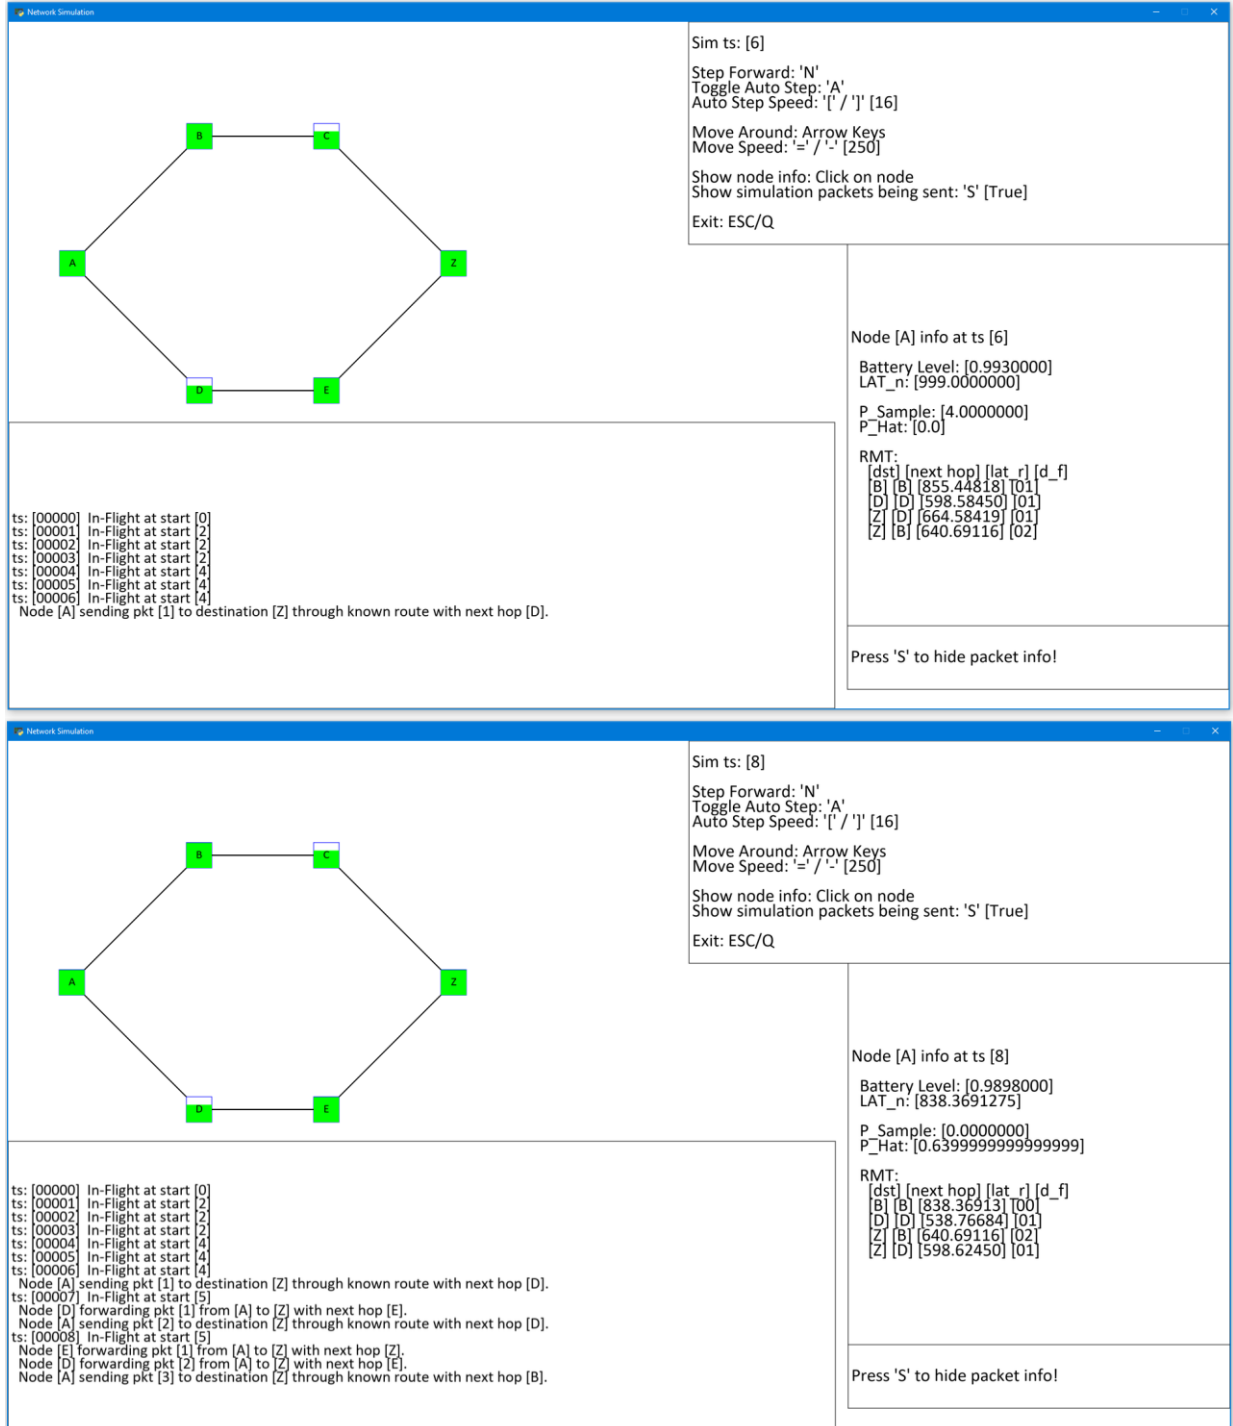 Network Simulation
Sim ts: [6]
Step Forward: 'N'
Toggle Auto Step: 'A'
Auto Step Speed: '[' / ']' [16]
Move Around: Arrow Keys
Move Speed: '=' / '-' [250]
Show node info: Click on node
Show simulation packets being sent: 'S' [True]
Exit: ESC/Q
B
C
A
Z
D
E
Node [A] info at ts [6]
Battery Level: [0.9930000]
LAT_n: [999.0000000]
P_Sample: [4.0000000]
P_Hat: [0.0]
RMT:
[dst] [next hop] [lat_r] [d_f]
[B] [B] [855.44818] [01]
[D] [D] [598.58450] [01]
[Z] [D] [664.58419] [01]
[Z] [B] [640.69116] [02]
ts: [00000] In-Flight at start [0]
ts: [00001] In-Flight at start [2]
ts: [00002] In-Flight at start [2]
ts: [00003] In-Flight at start [2]
ts: [00004] In-Flight at start [4]
ts: [00005] In-Flight at start [4]
ts: [00006] In-Flight at start [4]
Node [A] sending pkt [1] to destination [Z] through known route with next hop [D].
Press 'S' to hide packet info!
Network Simulation
Sim ts: [8]
Step Forward: 'N'
Toggle Auto Step: 'A'
Auto Step Speed: '[' / ']' [16]
Move Around: Arrow Keys
Move Speed: '=' / '-' [250]
Show node info: Click on node
Show simulation packets being sent: 'S' [True]
Exit: ESC/Q
B
C
A
Z
D
E
Node [A] info at ts [8]
Battery Level: [0.9898000]
LAT_n: [838.3691275]
P_Sample: [0.0000000]
P_Hat: [0.6399999999999999]
RMT:
[dst] [next hop] [lat_r] [d_f]
[B] [B] [838.36913] [00]
[D] [D] [538.76684] [01]
[Z] [B] [640.69116] [02]
[Z] [D] [598.62450] [01]
ts: [00000] In-Flight at start [0]
ts: [00001] In-Flight at start [2]
ts: [00002] In-Flight at start [2]
ts: [00003] In-Flight at start [2]
ts: [00004] In-Flight at start [4]
ts: [00005] In-Flight at start [4]
ts: [00006] In-Flight at start [4]
Node [A] sending pkt [1] to destination [Z] through known route with next hop [D].
ts: [00007] In-Flight at start [5]
Node [D] forwarding pkt [1] from [A] to [Z] with next hop [E].
Node [A] sending pkt [2] to destination [Z] through known route with next hop [D].
ts: [00008] In-Flight at start [5]
Node [E] forwarding pkt [1] from [A] to [Z] with next hop [Z].
Node [D] forwarding pkt [2] from [A] to [Z] with next hop [E].
Node [A] sending pkt [3] to destination [Z] through known route with next hop [B].
Press 'S' to hide packet info!